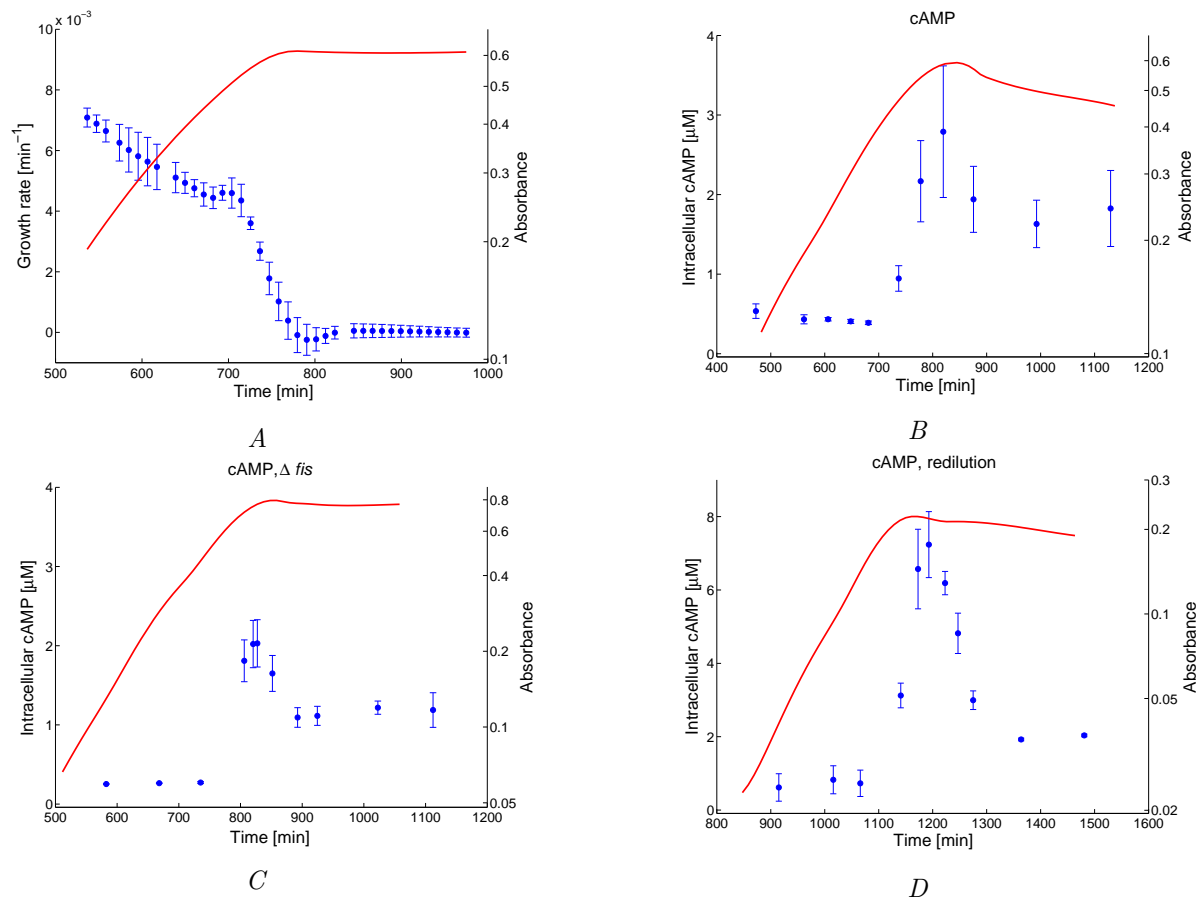 x 10⁻³
10
8
6
4
2
0
Growth rate [min⁻¹]
0.6
0.5
0.4
0.3
0.2
0.1
Absorbance
500 600 700 800 900 1000
Time [min]
A
cAMP
4
3
2
1
0
Intracellular cAMP [µM]
0.6
0.5
0.4
0.3
0.2
0.1
Absorbance
400 500 600 700 800 900 1000 1100 1200
Time [min]
B
cAMP, Δ fis
4
3
2
1
0
Intracellular cAMP [µM]
0.8
0.6
0.4
0.2
0.1
0.05
Absorbance
500 600 700 800 900 1000 1100 1200
Time [min]
C
cAMP, redilution
8
6
4
2
0
Intracellular cAMP [µM]
0.3
0.2
0.1
0.05
0.02
Absorbance
800 900 1000 1100 1200 1300 1400 1500 1600
Time [min]
D